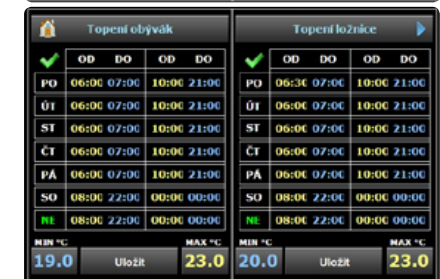 Topení obývák
OD DO OD DO
PO 06:00 07:00 10:00 21:00
ÚT 06:00 07:00 10:00 21:00
ST 06:00 07:00 10:00 21:00
ČT 06:00 07:00 10:00 21:00
PÁ 06:00 07:00 10:00 21:00
SO 08:00 22:00 00:00 00:00
NE 08:00 22:00 00:00 00:00
MIN °C MAX °C
19.0 Uložit 23.0
Topení ložnice
OD DO OD DO
PO 06:30 07:00 10:00 21:00
ÚT 06:00 07:00 10:00 21:00
ST 06:00 07:00 10:00 21:00
ČT 06:00 07:00 10:00 21:00
PÁ 06:00 07:00 10:00 21:00
SO 08:00 22:00 00:00 00:00
NE 08:00 22:00 00:00 00:00
MIN °C MAX °C
20.0 Uložit 23.0